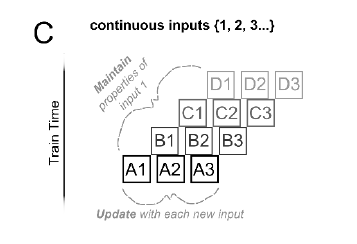 C
continuous inputs {1, 2, 3...}
Maintain
properties of
input 1
D1 D2 D3
C1 C2 C3
B1 B2 B3
A1 A2 A3
Train Time
Update with each new input